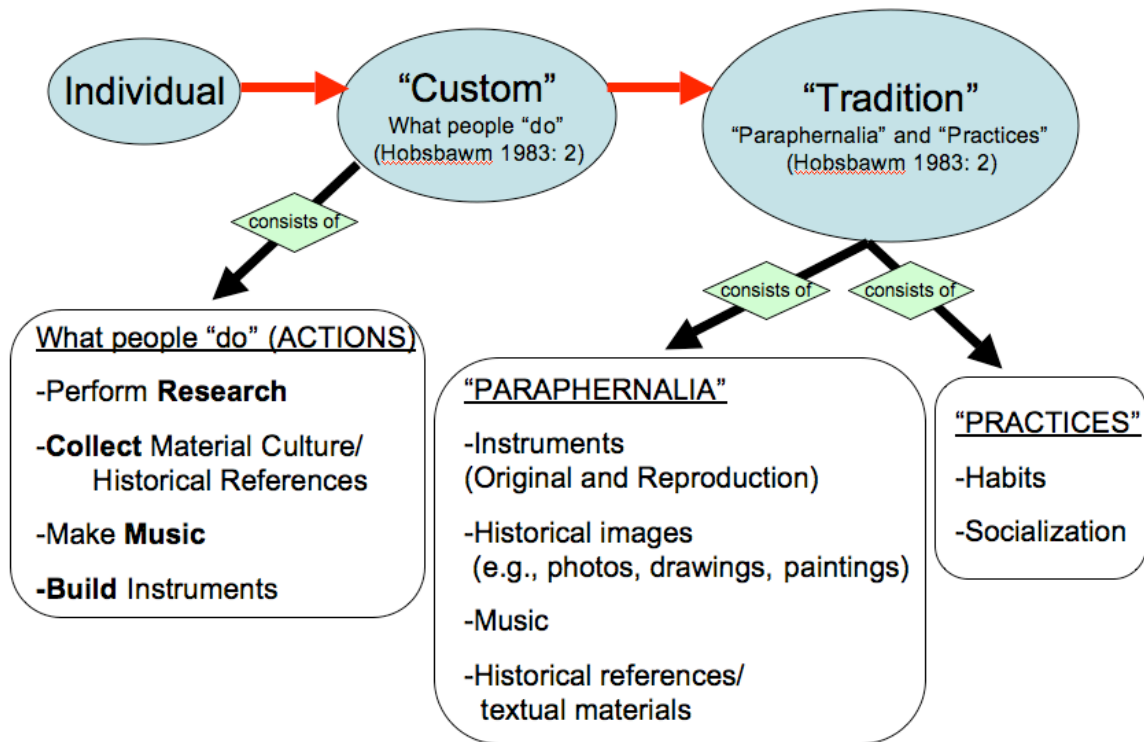 Individual
“Custom”
What people “do”
(Hobsbawm 1983: 2)
“Tradition”
“Paraphernalia” and “Practices”
(Hobsbawm 1983: 2)
consists of
consists of
consists of
What people “do” (ACTIONS)
-Perform Research
-Collect Material Culture/
Historical References
-Make Music
-Build Instruments
“PARAPHERNALIA”
-Instruments
(Original and Reproduction)
-Historical images
(e.g., photos, drawings, paintings)
-Music
-Historical references/
textual materials
“PRACTICES”
-Habits
-Socialization